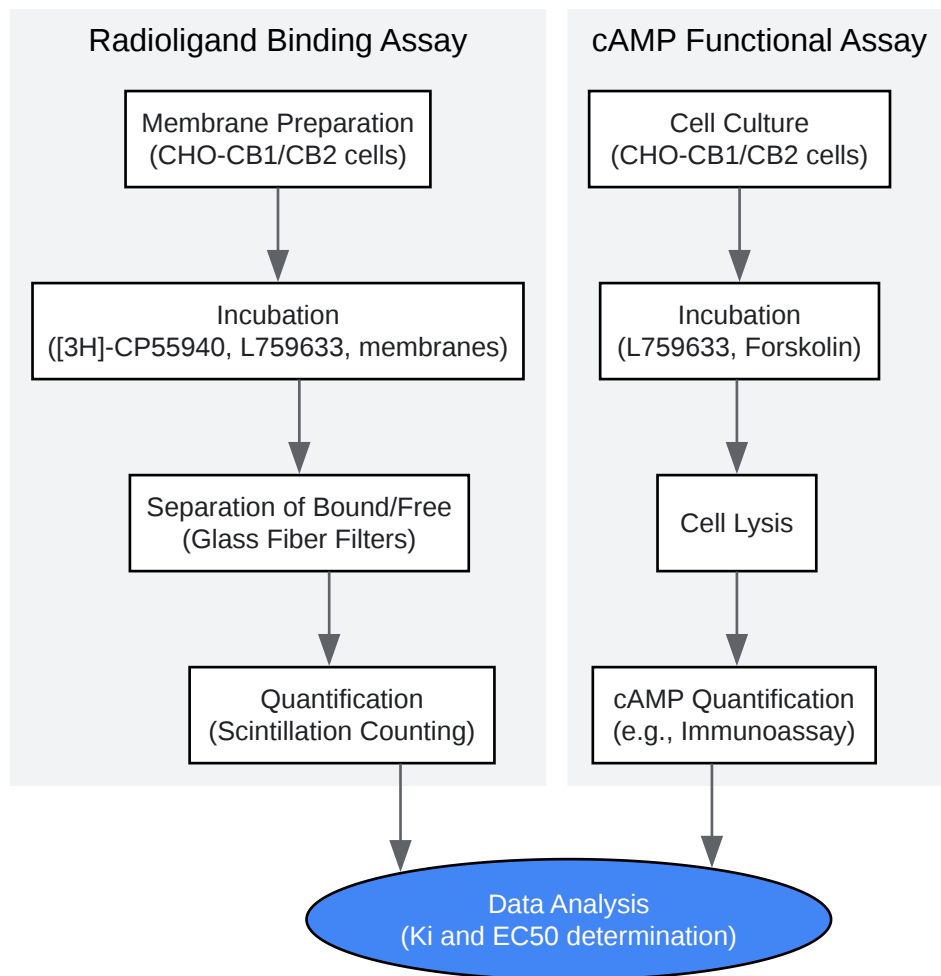 Radioligand Binding Assay
Membrane Preparation
(CHO-CB1/CB2 cells)
Incubation
([3H]-CP55940, L759633, membranes)
Separation of Bound/Free
(Glass Fiber Filters)
Quantification
(Scintillation Counting)
cAMP Functional Assay
Cell Culture
(CHO-CB1/CB2 cells)
Incubation
(L759633, Forskolin)
Cell Lysis
cAMP Quantification
(e.g., Immunoassay)
Data Analysis
(Ki and EC50 determination)